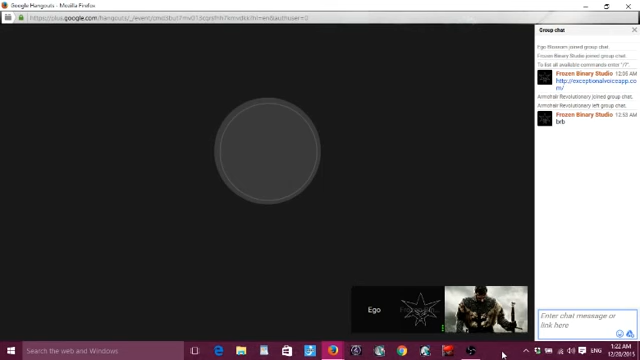 Google Hangouts - Mozilla Firefox
Group chat
Ego Bismium joined group chat.
Frozen Binary Studio joined group chat.
To list all available commands enter "/?".
Frozen Binary Studio 12:35 AM
http://exceptionalvoiceapp.co
m/
Armchair Revolutionary joined group chat.
Armchair Revolutionary left group chat.
Frozen Binary Studio 12:53 AM
brb
Ego
Enter chat message or
link here
Search the web and Windows
ENG
1:22 AM
12/28/2015